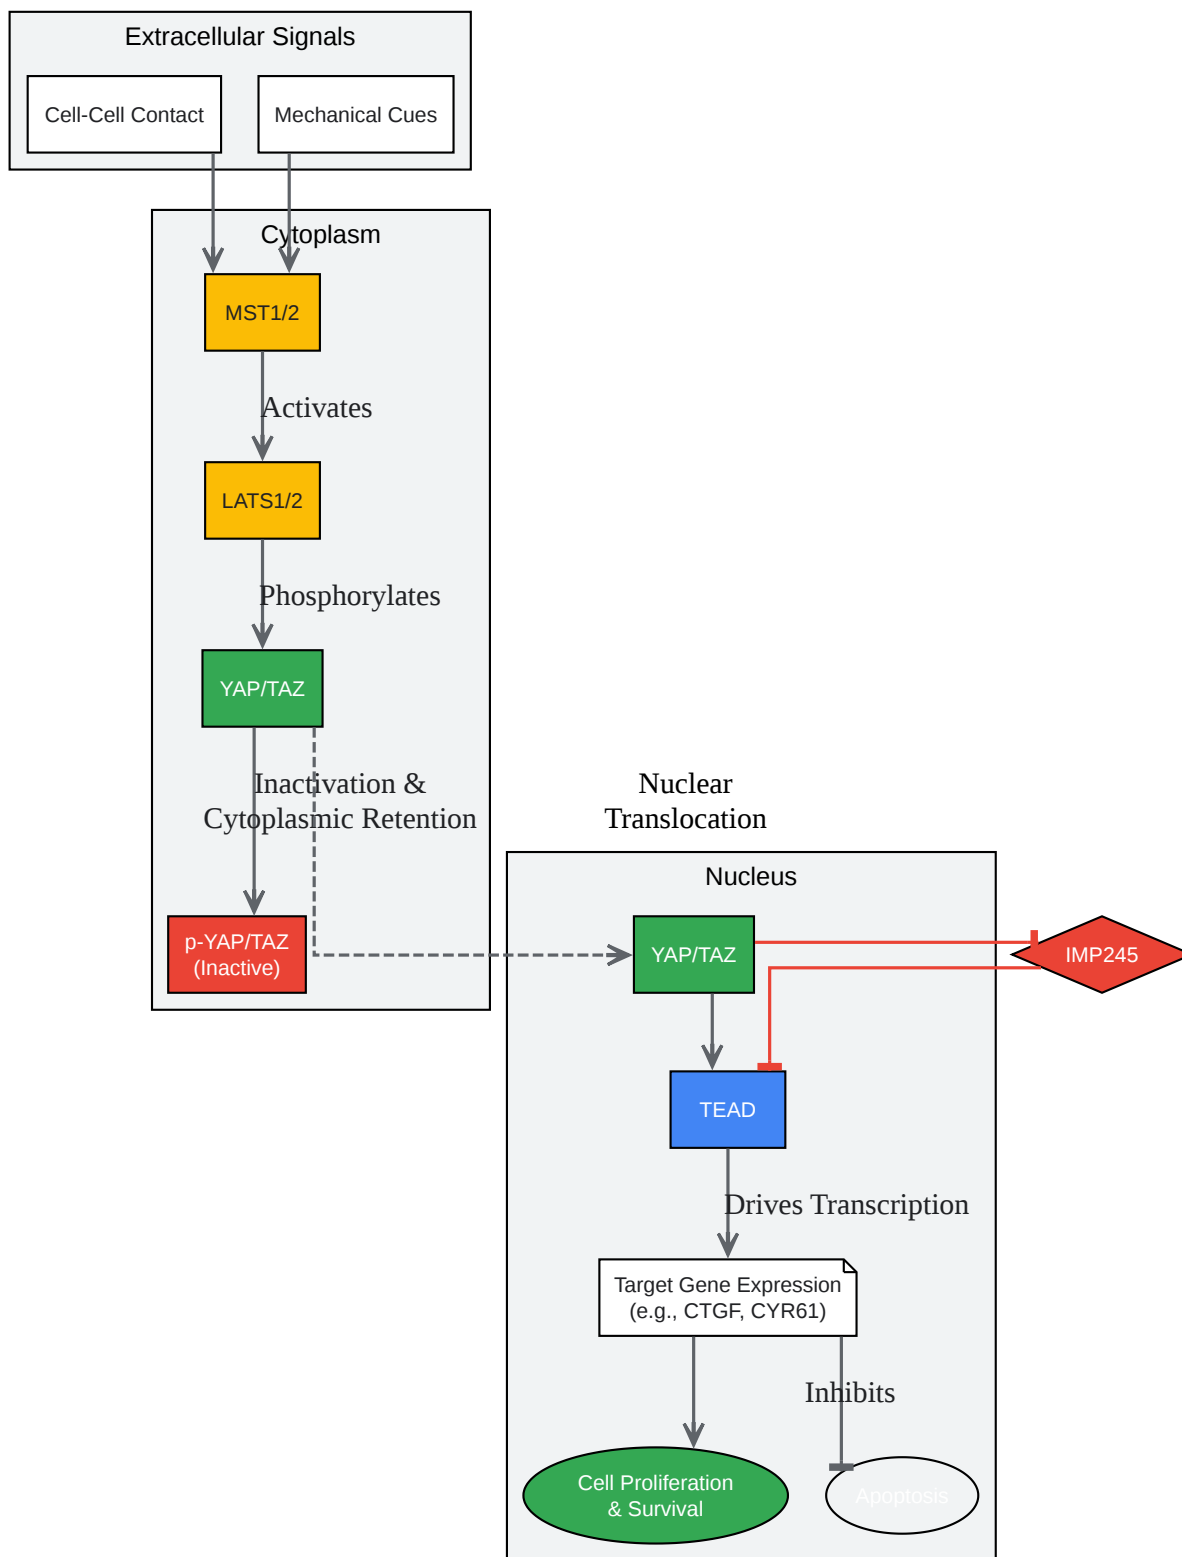 Extracellular Signals
Cell-Cell Contact
Mechanical Cues
Cytoplasm
MST1/2
Activates
LATS1/2
Phosphorylates
YAP/TAZ
Inactivation &
Cytoplasmic Retention
Nuclear
Translocation
Nucleus
p-YAP/TAZ
(Inactive)
YAP/TAZ
IMP245
TEAD
Drives Transcription
Target Gene Expression
(e.g., CTGF, CYR61)
Inhibits
Cell Proliferation
& Survival
Apoptosis